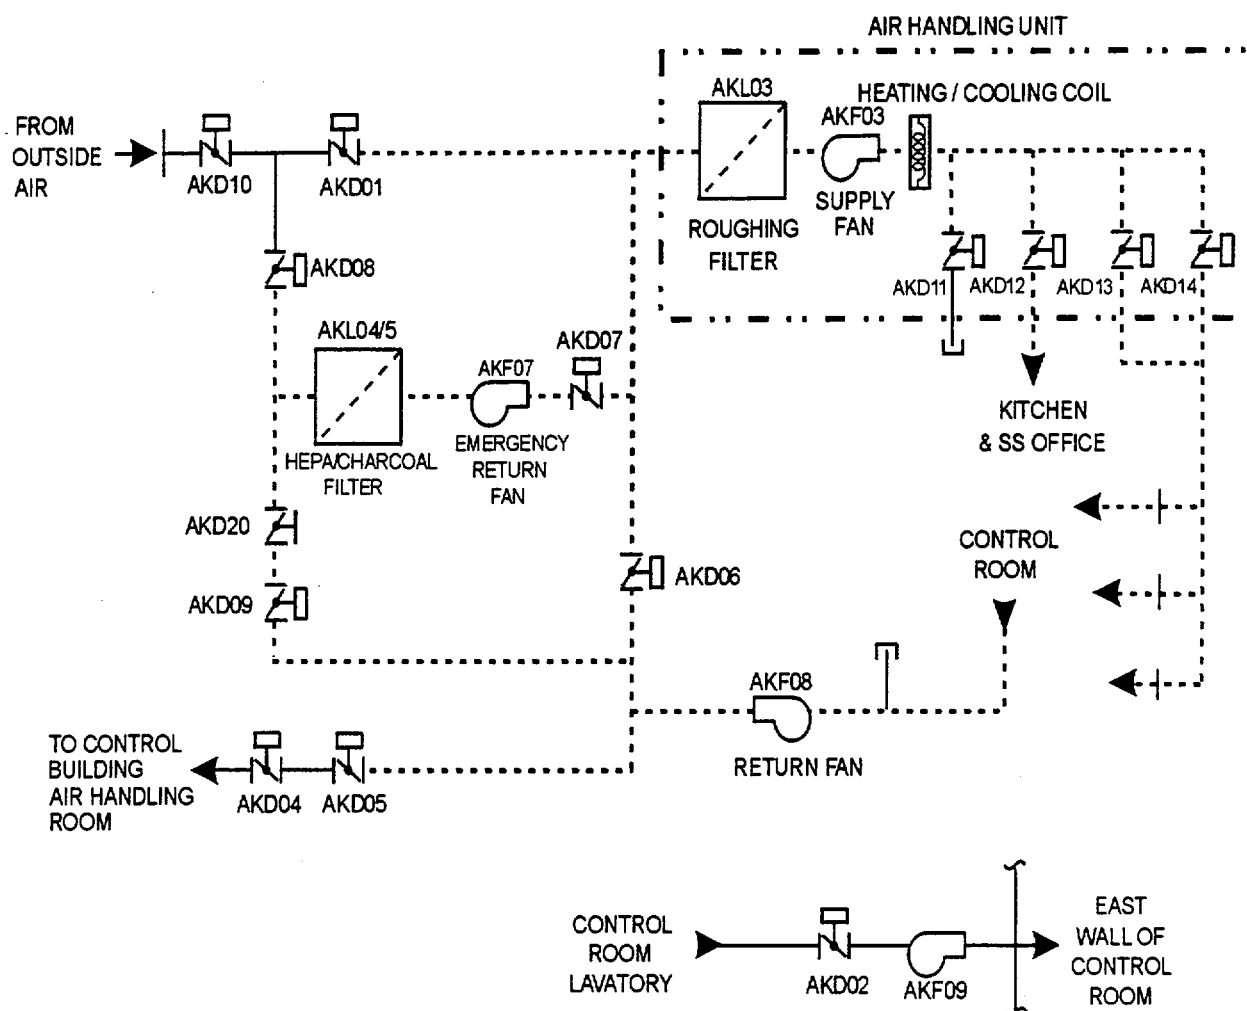 AIR HANDLING UNIT
AKL03
HEATING / COOLING COIL
AKF03
FROM
OUTSIDE
AIR
AKD10
AKD01
SUPPLY
FAN
ROUGHING
FILTER
AKD08
AKD11
AKD12
AKD13
AKD14
AKL04/5
AKD07
AKF07
KITCHEN
& SS OFFICE
EMERGENCY
RETURN
FAN
HEPA/CHARCOAL
FILTER
AKD20
CONTROL
ROOM
AKD06
AKD09
AKF08
RETURN FAN
TO CONTROL
BUILDING
AIR HANDLING
ROOM
AKD04
AKD05
CONTROL
ROOM
LAVATORY
AKD02
AKF09
EAST
WALL OF
CONTROL
ROOM